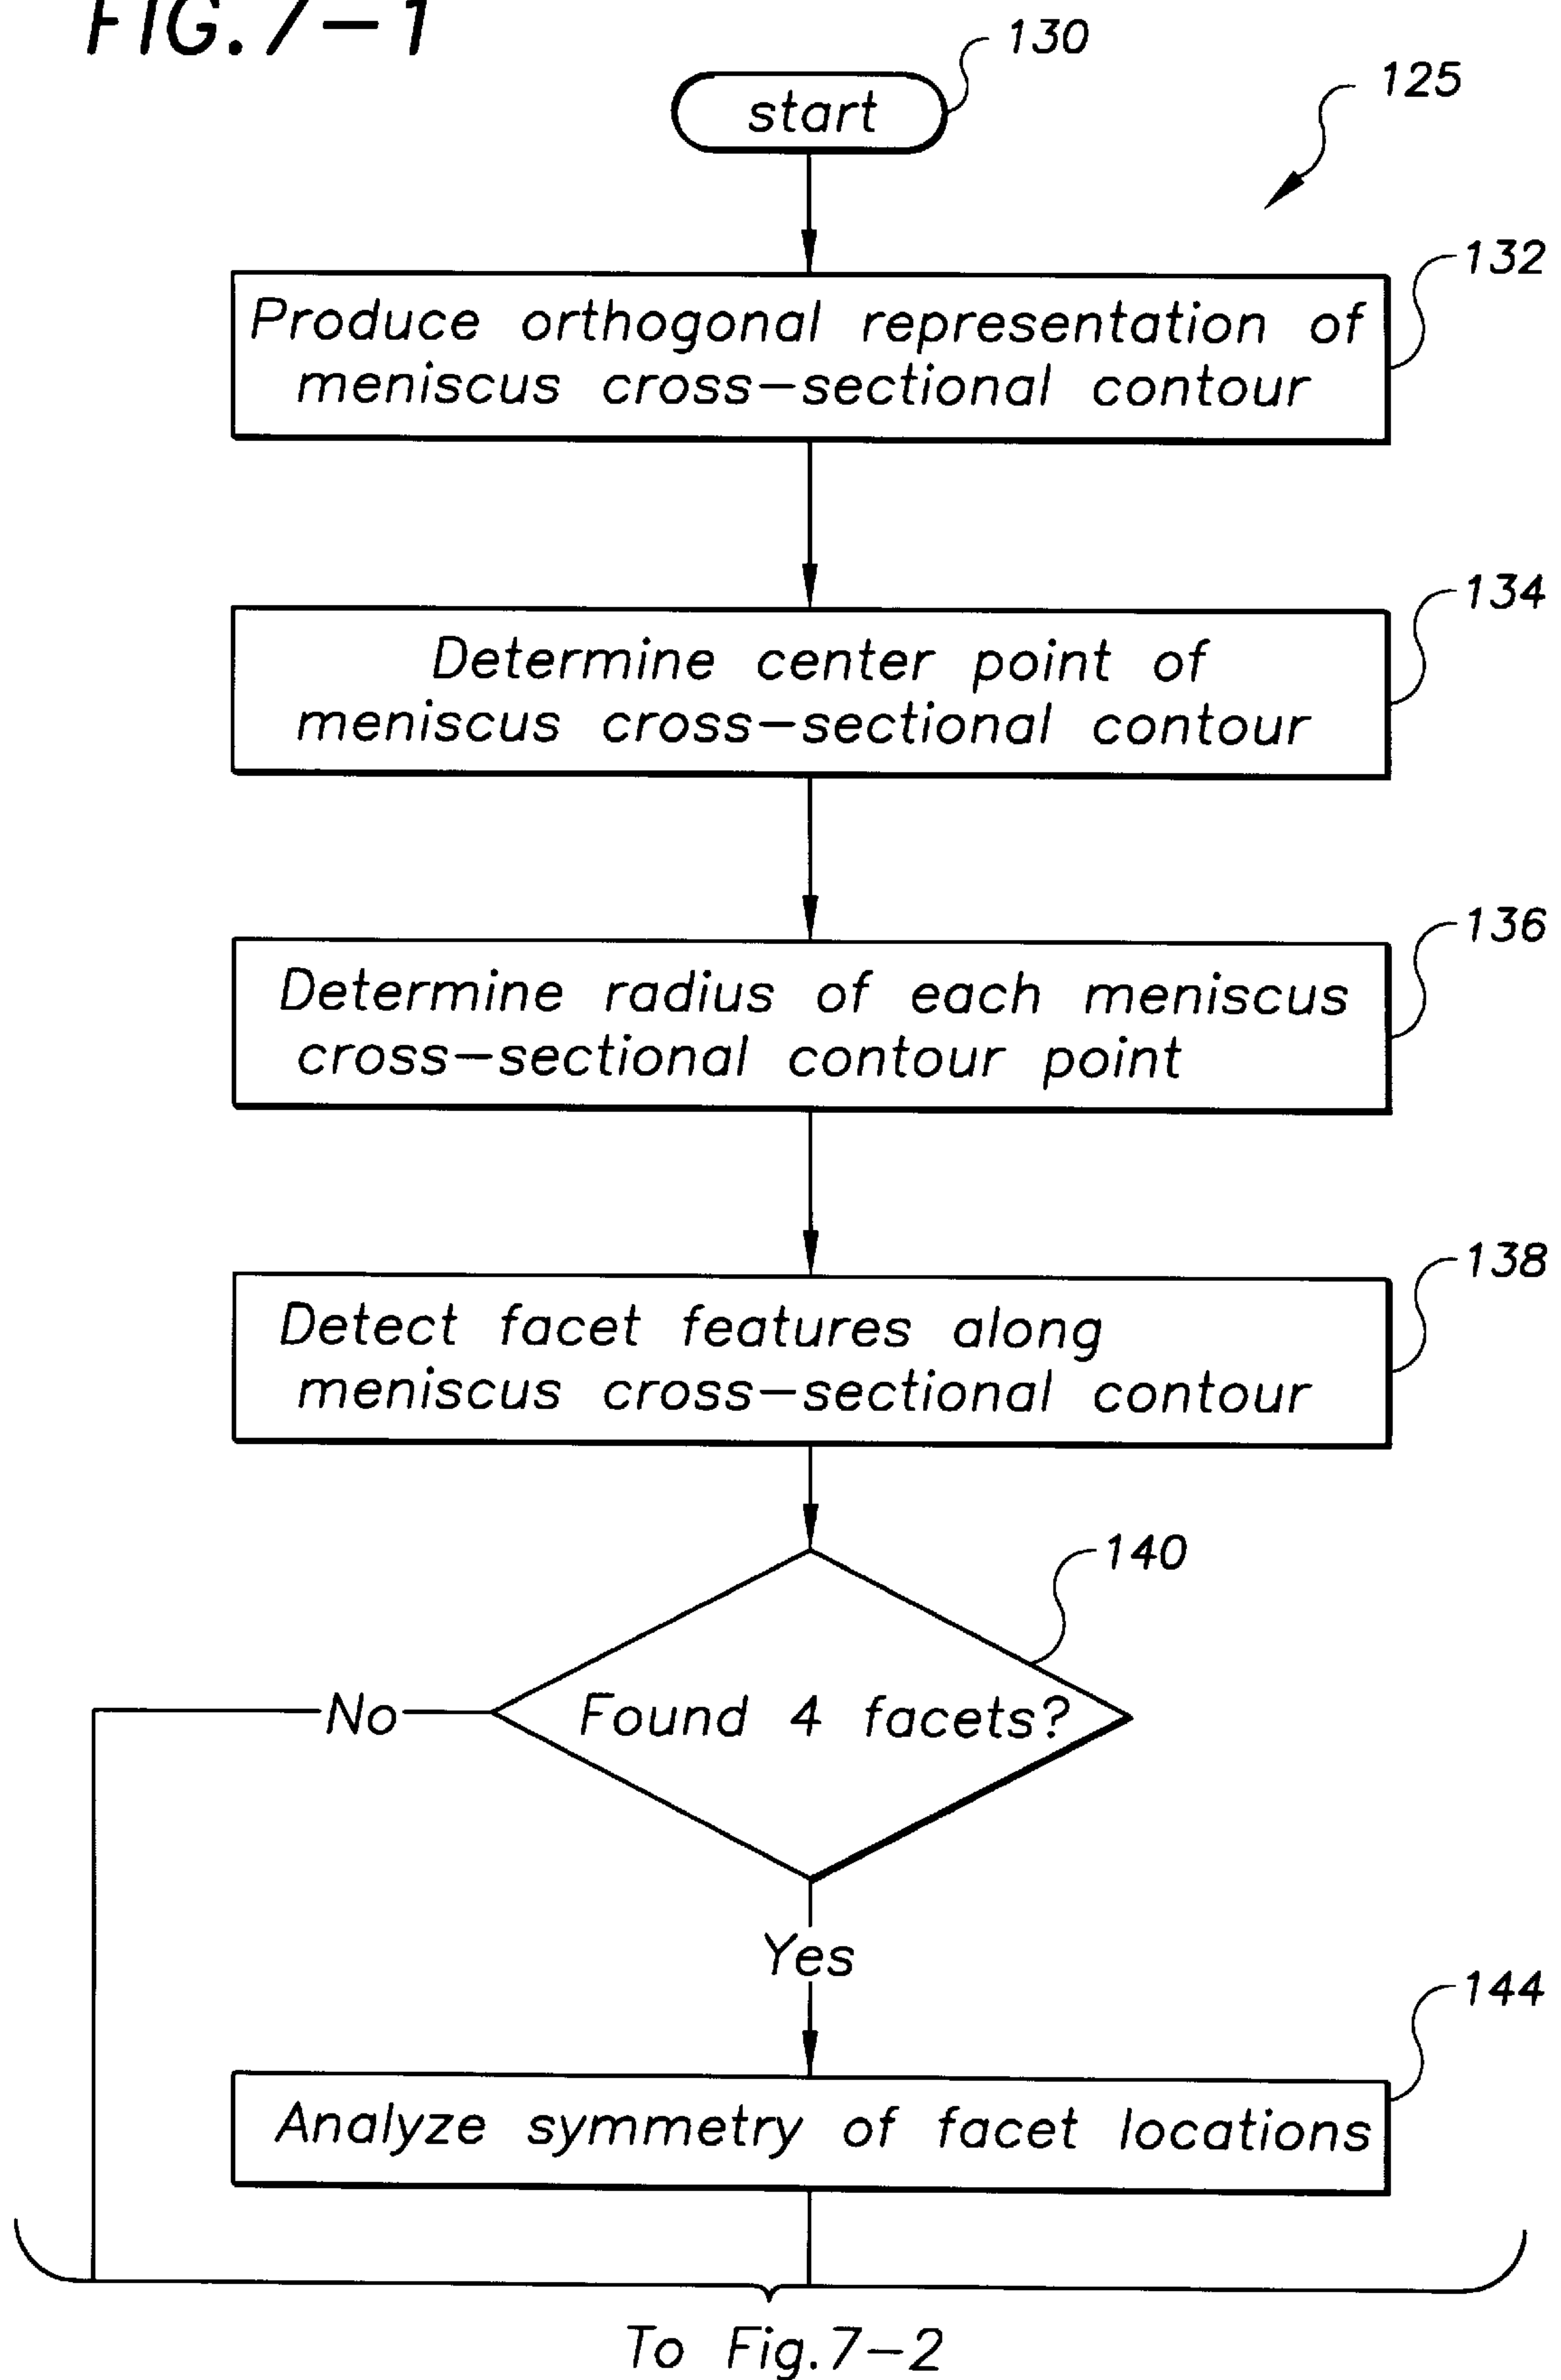 FIG. 7-1
130
start
125
132
Produce orthogonal representation of
meniscus cross-sectional contour
134
Determine center point of
meniscus cross-sectional contour
136
Determine radius of each meniscus
cross-sectional contour point
138
Detect facet features along
meniscus cross-sectional contour
140
Found 4 facets?
No
Yes
144
Analyze symmetry of facet locations
To Fig. 7-2